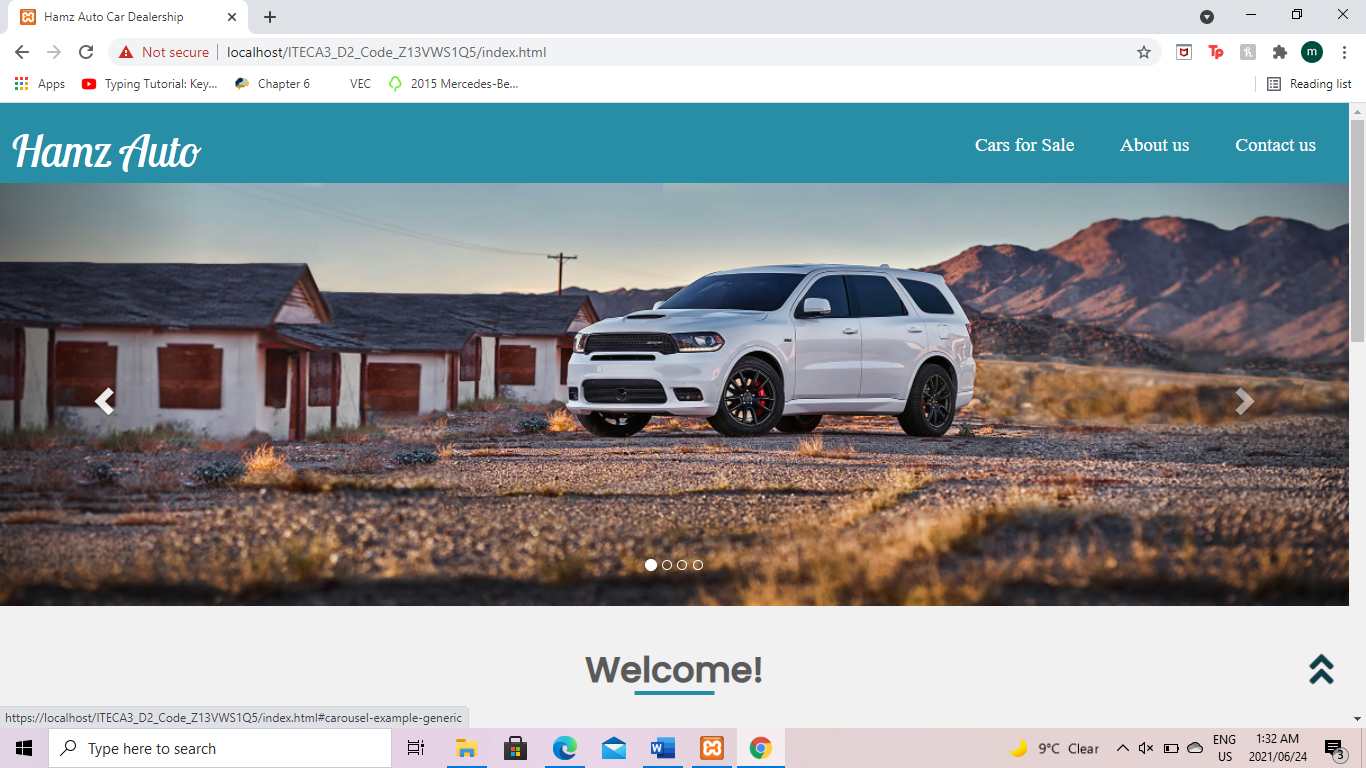 Hamz Auto Car Dealership
Not secure localhost/ITECA3_D2_Code_Z13VWS1Q5/index.html
m
Apps Typing Tutorial: Key... Chapter 6 VEC 2015 Mercedes-Be... Reading list
Hamz Auto Cars for Sale About us Contact us
Welcome!
https://localhost/ITECA3_D2_Code_Z13VWS1Q5/index.html#carousel-example-generic
Type here to search
9°C Clear
ENG
US
1:32 AM
2021/06/24
3